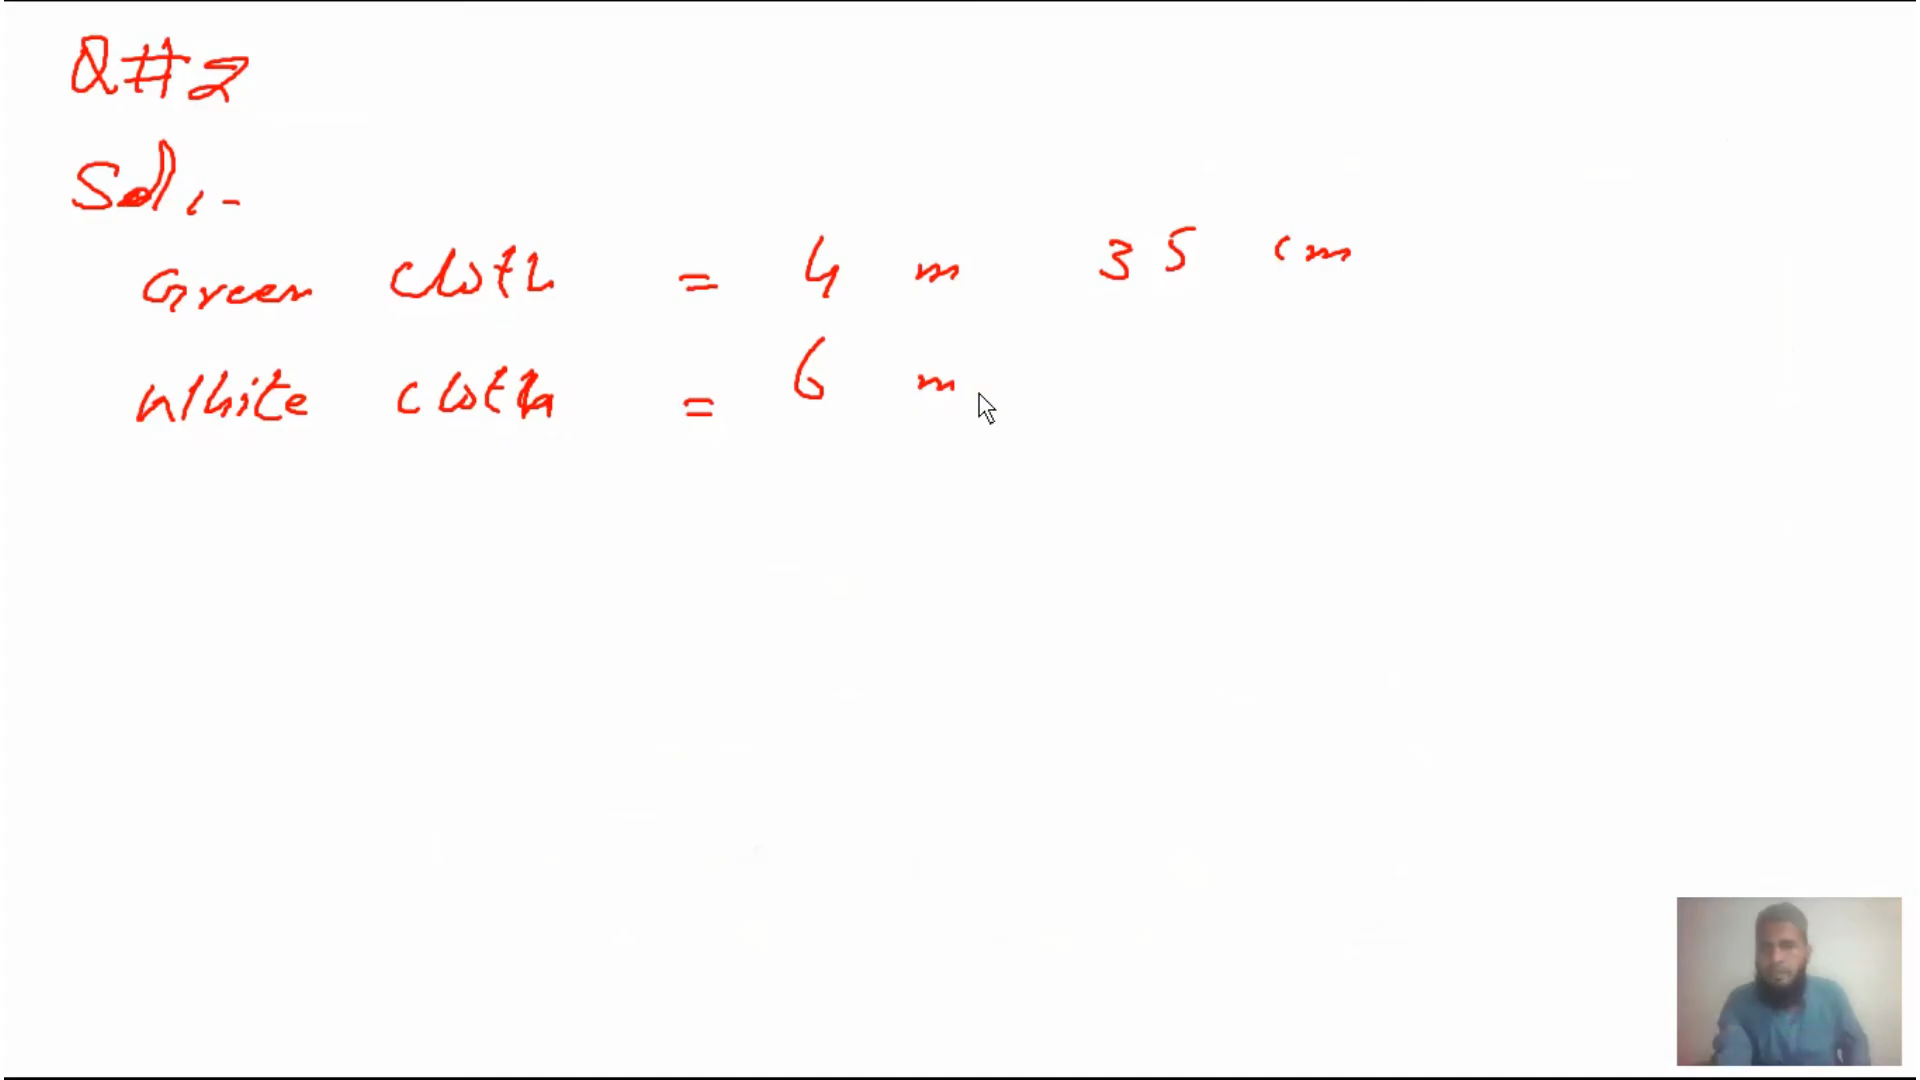 Q#2
Sol:-
Green cloth = 4 m 35 cm
White cloth = 6 m